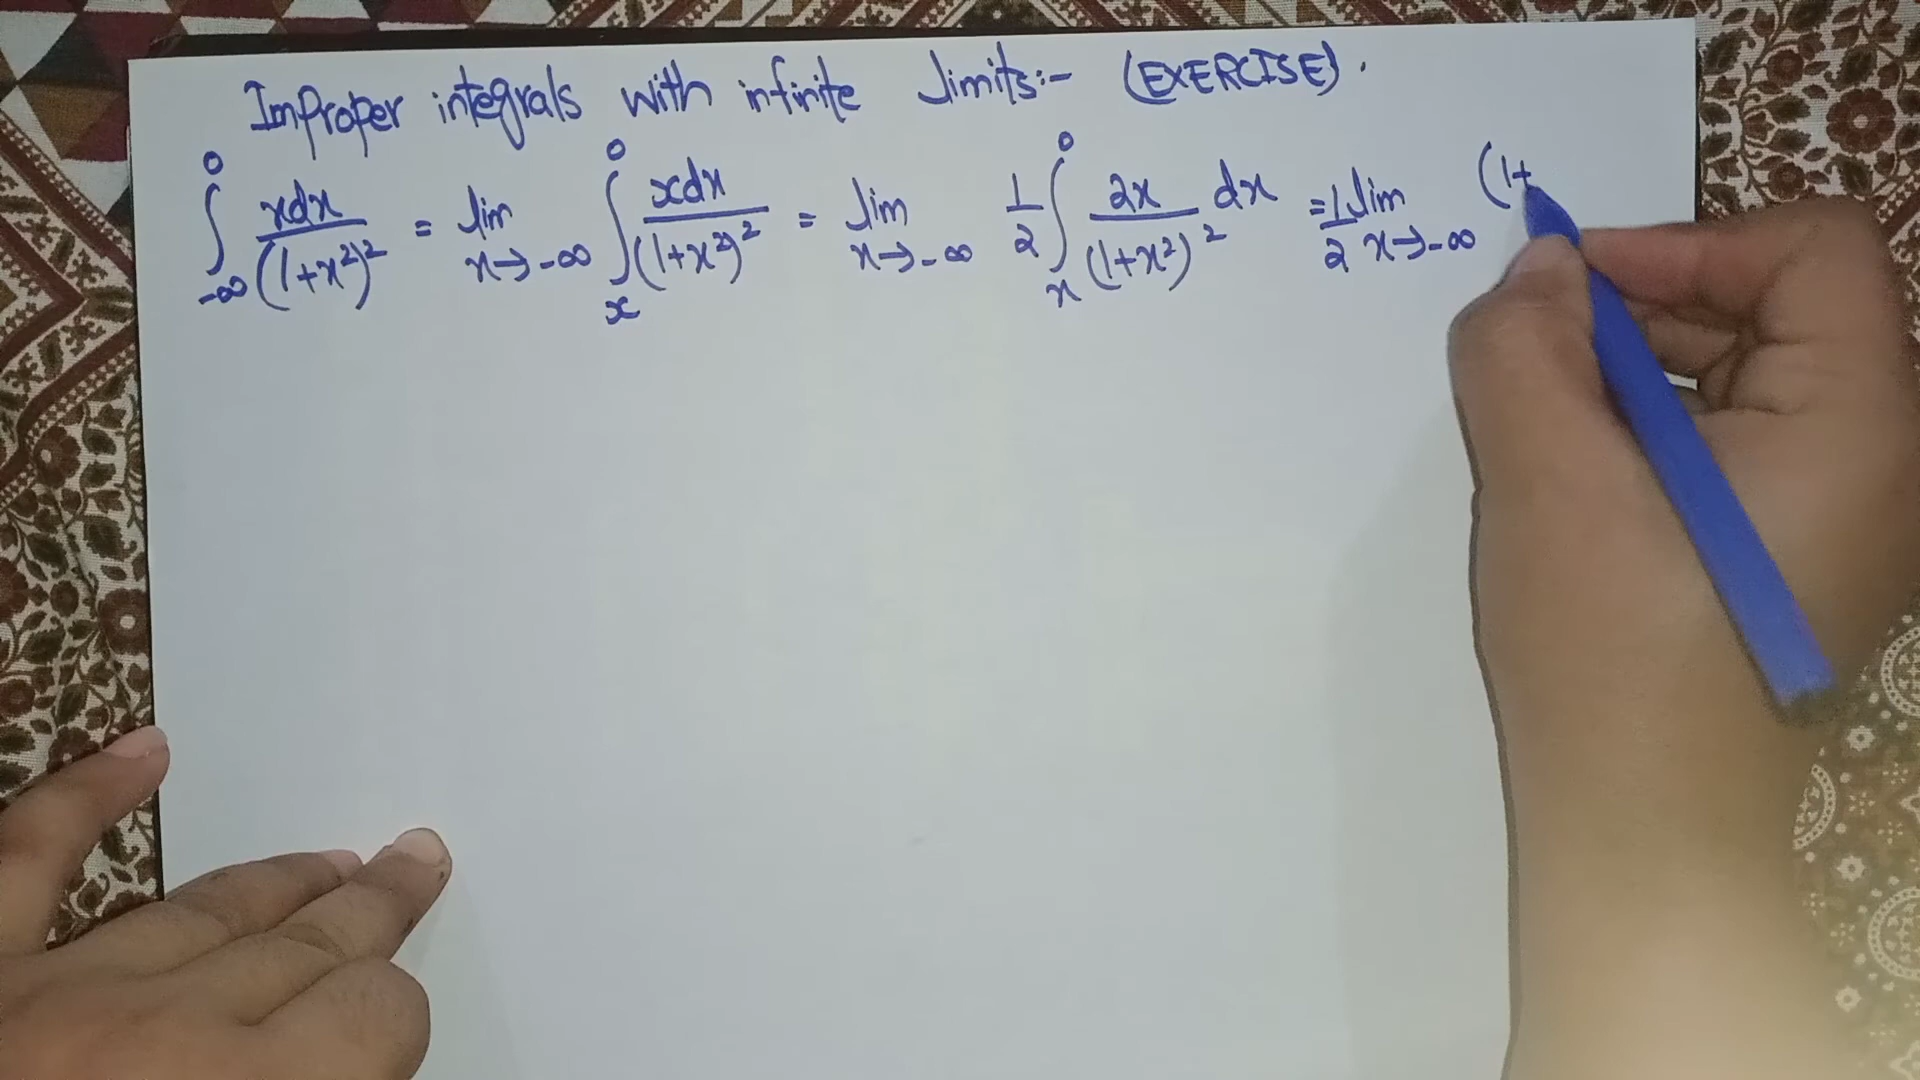 Improper integrals with infinite limits:- (EXERCISE).
∫_{-∞}^{0} xdx/(1+x²)² = lim_{x→-∞} ∫_{x}^{0} xdx/(1+x²)² = lim_{x→-∞} 1/2 ∫_{x}^{0} 2x/(1+x²)² dx = 1/2 lim_{x→-∞} (1+